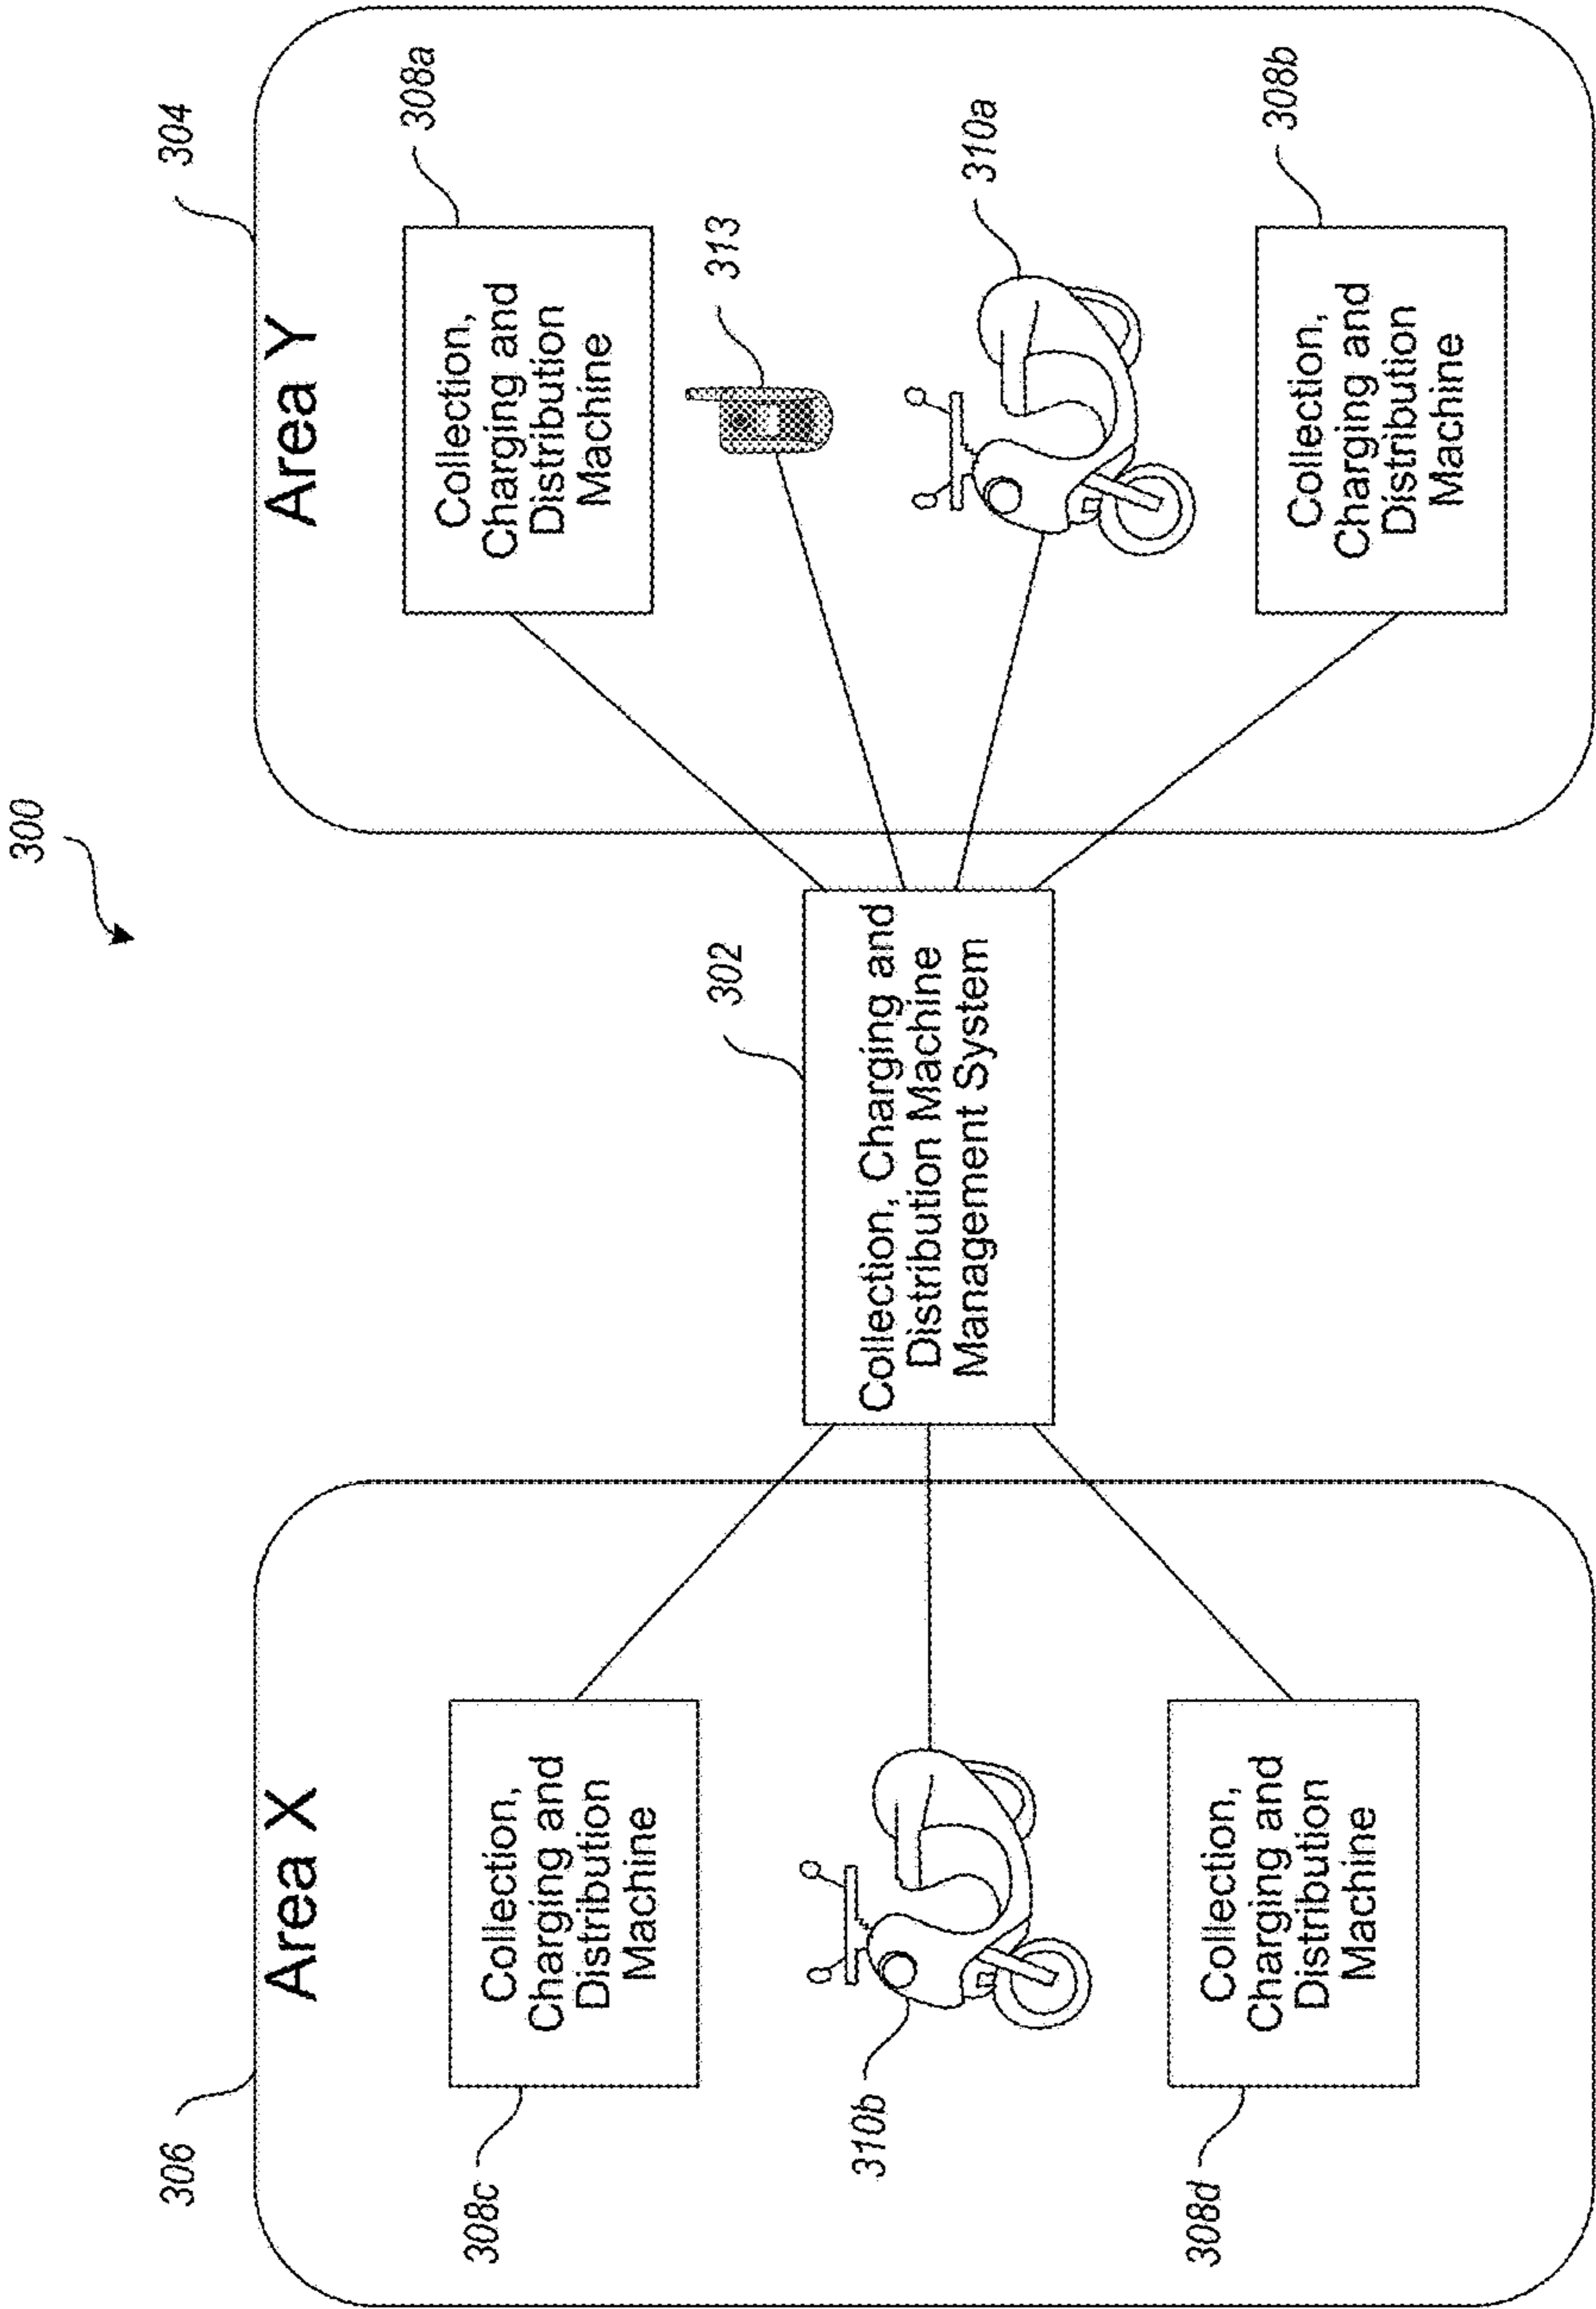 300
306
Area X
308c
Collection,
Charging and
Distribution
Machine
310b
308d
Collection,
Charging and
Distribution
Machine
302
Collection, Charging and
Distribution Machine
Management System
304
Area Y
308a
Collection,
Charging and
Distribution
Machine
313
310a
308b
Collection,
Charging and
Distribution
Machine